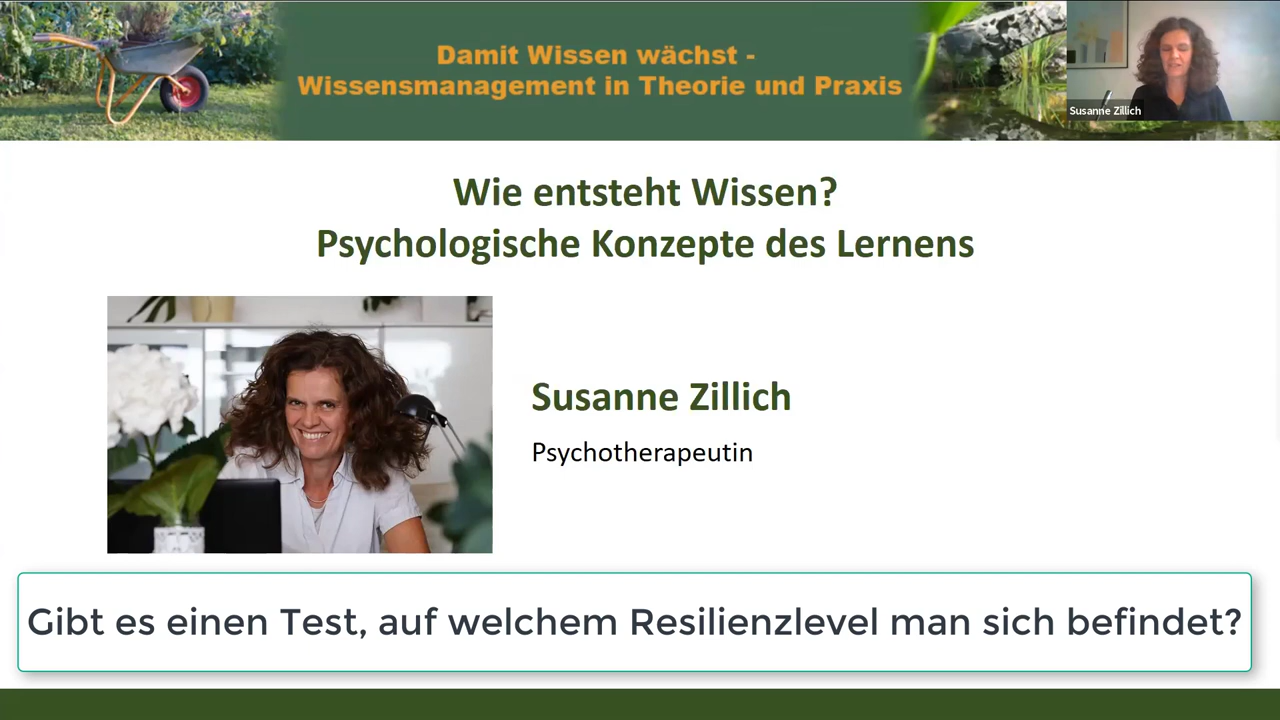 Damit Wissen wächst -
Wissensmanagement in Theorie und Praxis
Susanne Zillich
Wie entsteht Wissen?
Psychologische Konzepte des Lernens
Susanne Zillich
Psychotherapeutin
Gibt es einen Test, auf welchem Resilienzlevel man sich befindet?